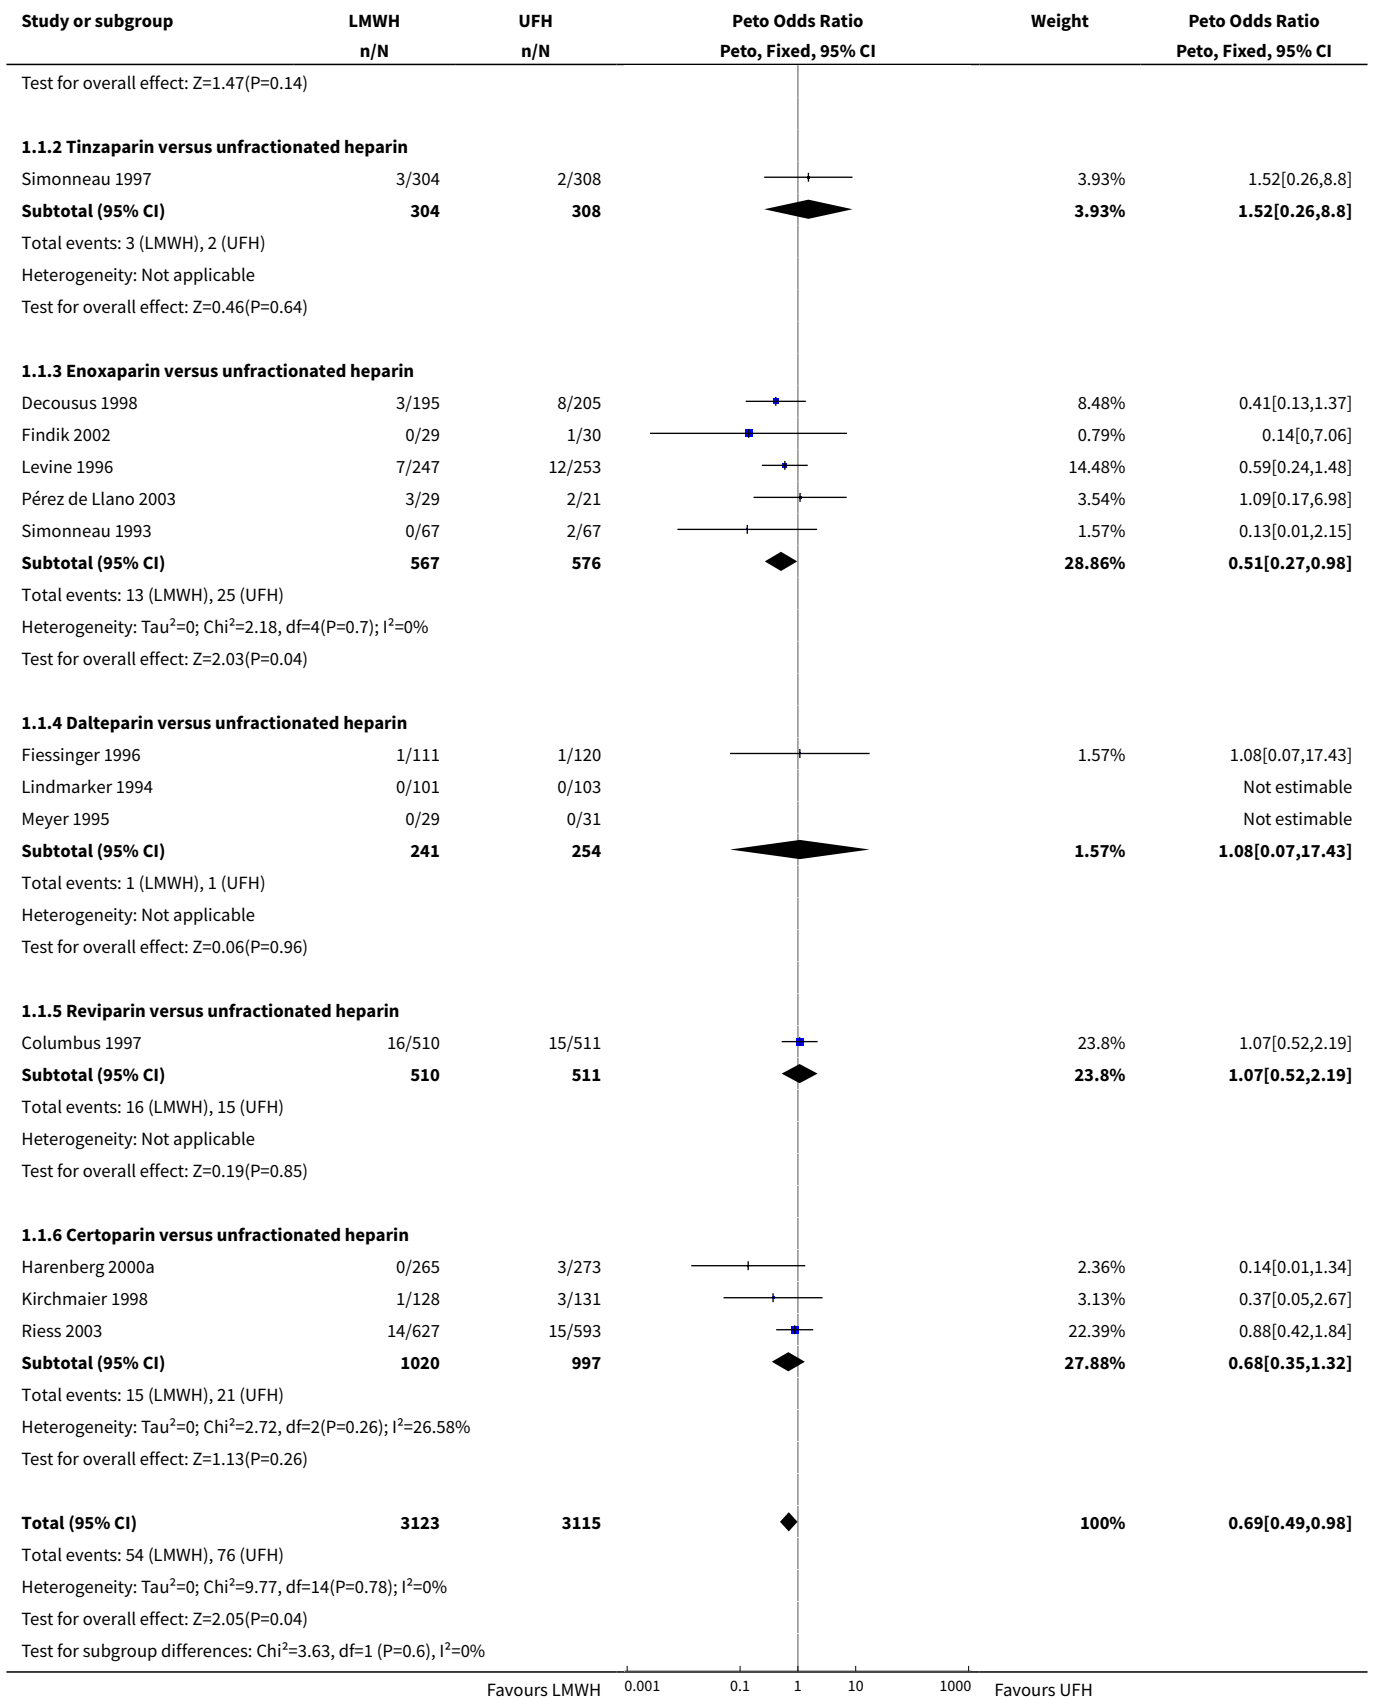 Study or subgroup LMWH UFH Peto Odds Ratio Weight Peto Odds Ratio
n/N n/N Peto, Fixed, 95% CI Peto, Fixed, 95% CI
Test for overall effect: Z=1.47(P=0.14)
1.1.2 Tinzaparin versus unfractionated heparin
Simonneau 1997 3/304 2/308 3.93% 1.52[0.26,8.8]
Subtotal (95% CI) 304 308 3.93% 1.52[0.26,8.8]
Total events: 3 (LMWH), 2 (UFH)
Heterogeneity: Not applicable
Test for overall effect: Z=0.46(P=0.64)
1.1.3 Enoxaparin versus unfractionated heparin
Decousus 1998 3/195 8/205 8.48% 0.41[0.13,1.37]
Findik 2002 0/29 1/30 0.79% 0.14[0,7.06]
Levine 1996 7/247 12/253 14.48% 0.59[0.24,1.48]
Pérez de Llano 2003 3/29 2/21 3.54% 1.09[0.17,6.98]
Simonneau 1993 0/67 2/67 1.57% 0.13[0.01,2.15]
Subtotal (95% CI) 567 576 28.86% 0.51[0.27,0.98]
Total events: 13 (LMWH), 25 (UFH)
Heterogeneity: Tau²=0; Chi²=2.18, df=4(P=0.7); I²=0%
Test for overall effect: Z=2.03(P=0.04)
1.1.4 Dalteparin versus unfractionated heparin
Fiessinger 1996 1/111 1/120 1.57% 1.08[0.07,17.43]
Lindmarker 1994 0/101 0/103 Not estimable
Meyer 1995 0/29 0/31 Not estimable
Subtotal (95% CI) 241 254 1.57% 1.08[0.07,17.43]
Total events: 1 (LMWH), 1 (UFH)
Heterogeneity: Not applicable
Test for overall effect: Z=0.06(P=0.96)
1.1.5 Reviparin versus unfractionated heparin
Columbus 1997 16/510 15/511 23.8% 1.07[0.52,2.19]
Subtotal (95% CI) 510 511 23.8% 1.07[0.52,2.19]
Total events: 16 (LMWH), 15 (UFH)
Heterogeneity: Not applicable
Test for overall effect: Z=0.19(P=0.85)
1.1.6 Certoparin versus unfractionated heparin
Harenberg 2000a 0/265 3/273 2.36% 0.14[0.01,1.34]
Kirchmaier 1998 1/128 3/131 3.13% 0.37[0.05,2.67]
Riess 2003 14/627 15/593 22.39% 0.88[0.42,1.84]
Subtotal (95% CI) 1020 997 27.88% 0.68[0.35,1.32]
Total events: 15 (LMWH), 21 (UFH)
Heterogeneity: Tau²=0; Chi²=2.72, df=2(P=0.26); I²=26.58%
Test for overall effect: Z=1.13(P=0.26)
Total (95% CI) 3123 3115 100% 0.69[0.49,0.98]
Total events: 54 (LMWH), 76 (UFH)
Heterogeneity: Tau²=0; Chi²=9.77, df=14(P=0.78); I²=0%
Test for overall effect: Z=2.05(P=0.04)
Test for subgroup differences: Chi²=3.63, df=1 (P=0.6), I²=0%
Favours LMWH 0.001 0.1 1 10 1000 Favours UFH